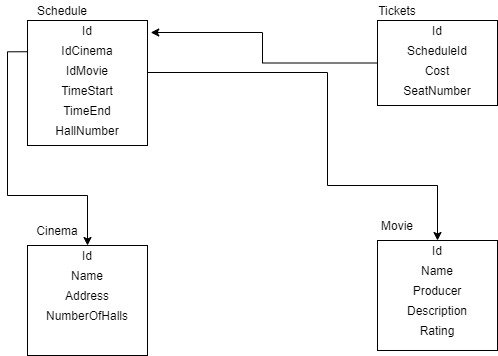 Schedule
Id
IdCinema
IdMovie
TimeStart
TimeEnd
HallNumber
Tickets
Id
ScheduleId
Cost
SeatNumber
Cinema
Id
Name
Address
NumberOfHalls
Movie
Id
Name
Producer
Description
Rating